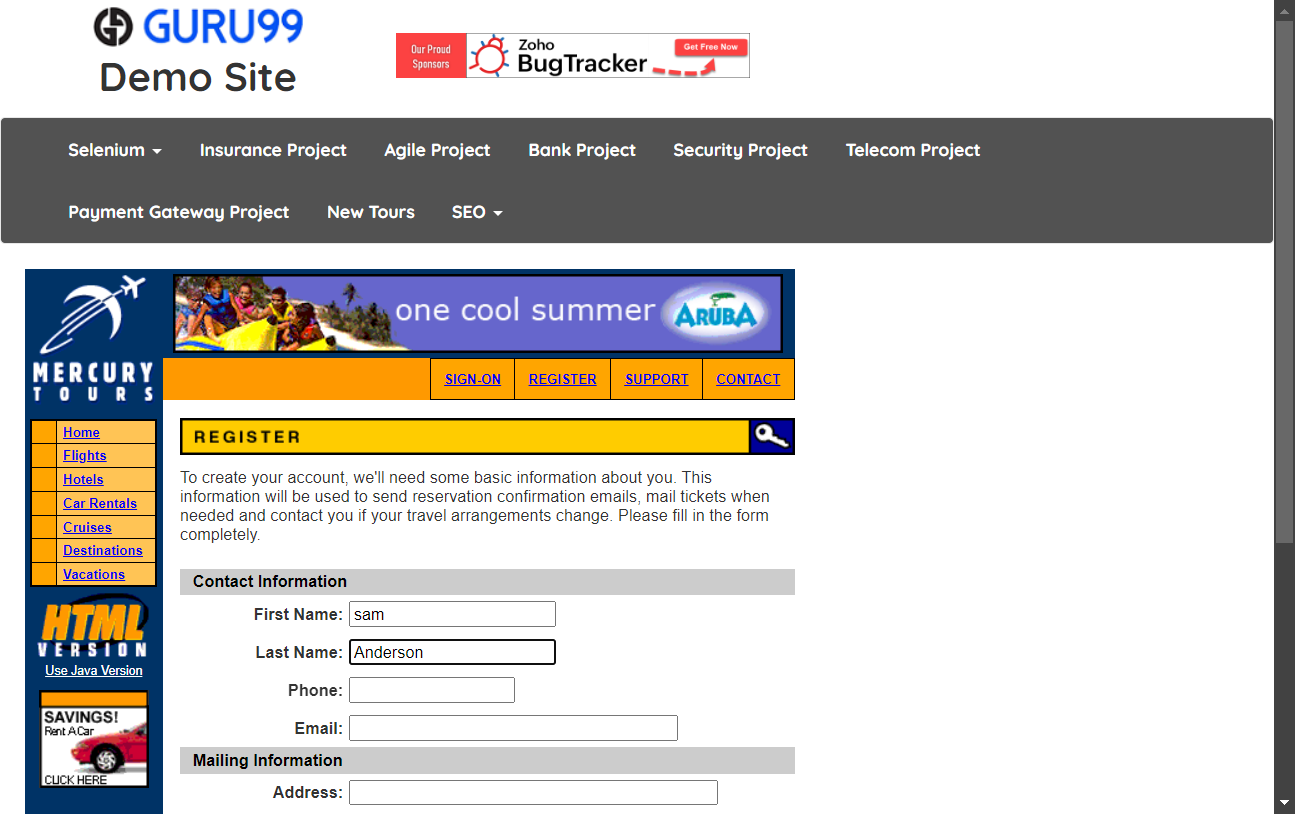 GURU99
Demo Site
Our Proud
Sponsors
Zoho
BugTracker
Get Free Now
Selenium
Insurance Project
Agile Project
Bank Project
Security Project
Telecom Project
Payment Gateway Project
New Tours
SEO
MERCURY
TOURS
one cool summer
ARUBA
SIGN-ON
REGISTER
SUPPORT
CONTACT
Home
Flights
Hotels
Car Rentals
Cruises
Destinations
Vacations
HTML
VERSION
Use Java Version
SAVINGS!
Rent A Car
CLICK HERE
REGISTER
To create your account, we'll need some basic information about you. This
information will be used to send reservation confirmation emails, mail tickets when
needed and contact you if your travel arrangements change. Please fill in the form
completely.
Contact Information
First Name: sam
Last Name: Anderson
Phone:
Email:
Mailing Information
Address: